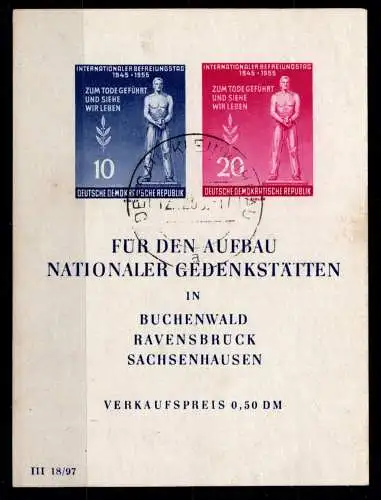 INTERNATIONALER BEFREIUNGSTAG
1945 - 1955
ZUM TODE GEFÜHRT
UND SIEHE
WIR LEBEN
10
DEUTSCHE DEMOKRATISCHE REPUBLIK
INTERNATIONALER BEFREIUNGSTAG
1945 - 1955
ZUM TODE GEFÜHRT
UND SIEHE
WIR LEBEN
20
DEUTSCHE DEMOKRATISCHE REPUBLIK
a
FÜR DEN AUFBAU
NATIONALER GEDENKSTÄTTEN
IN
BUCHENWALD
RAVENSBRÜCK
SACHSENHAUSEN
VERKAUFSPREIS 0,50 DM
III 18/97